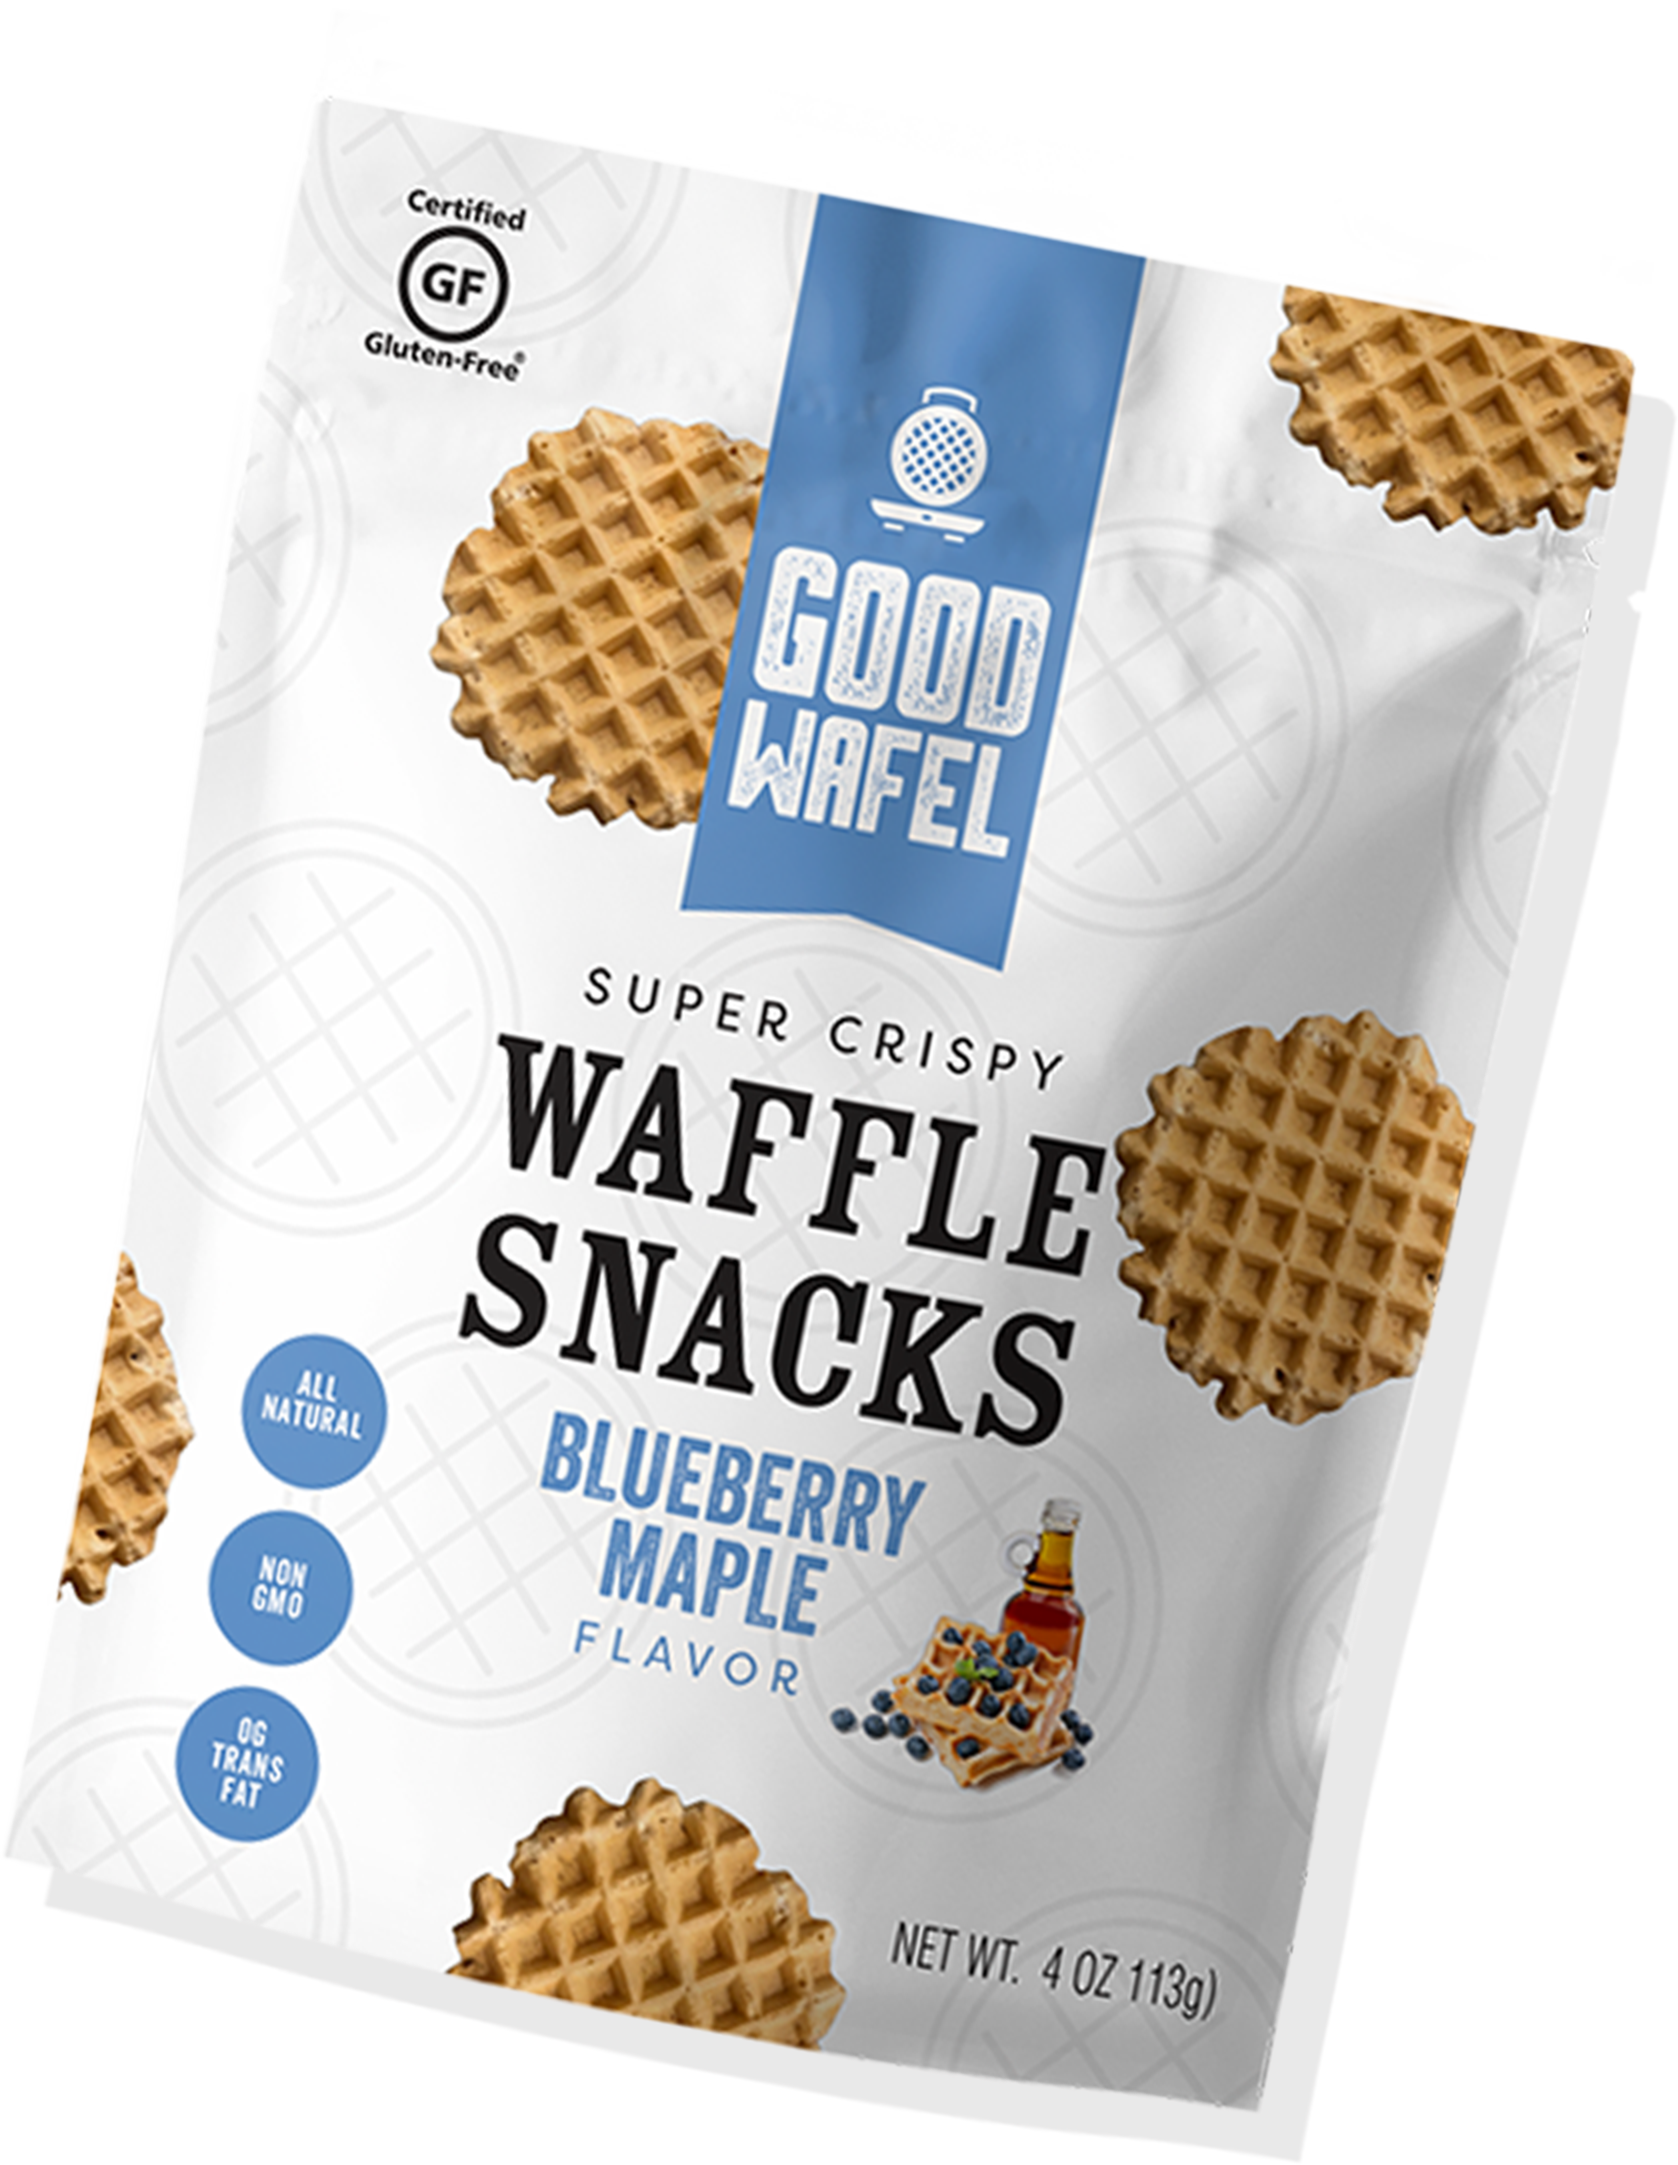 Certified
GF
Gluten-Free®
GOOD
WAFEL
SUPER CRISPY
WAFFLE
SNACKS
BLUEBERRY
MAPLE
FLAVOR
ALL
NATURAL
NON
GMO
0G
TRANS
FAT
NET WT. 4 OZ 113g)